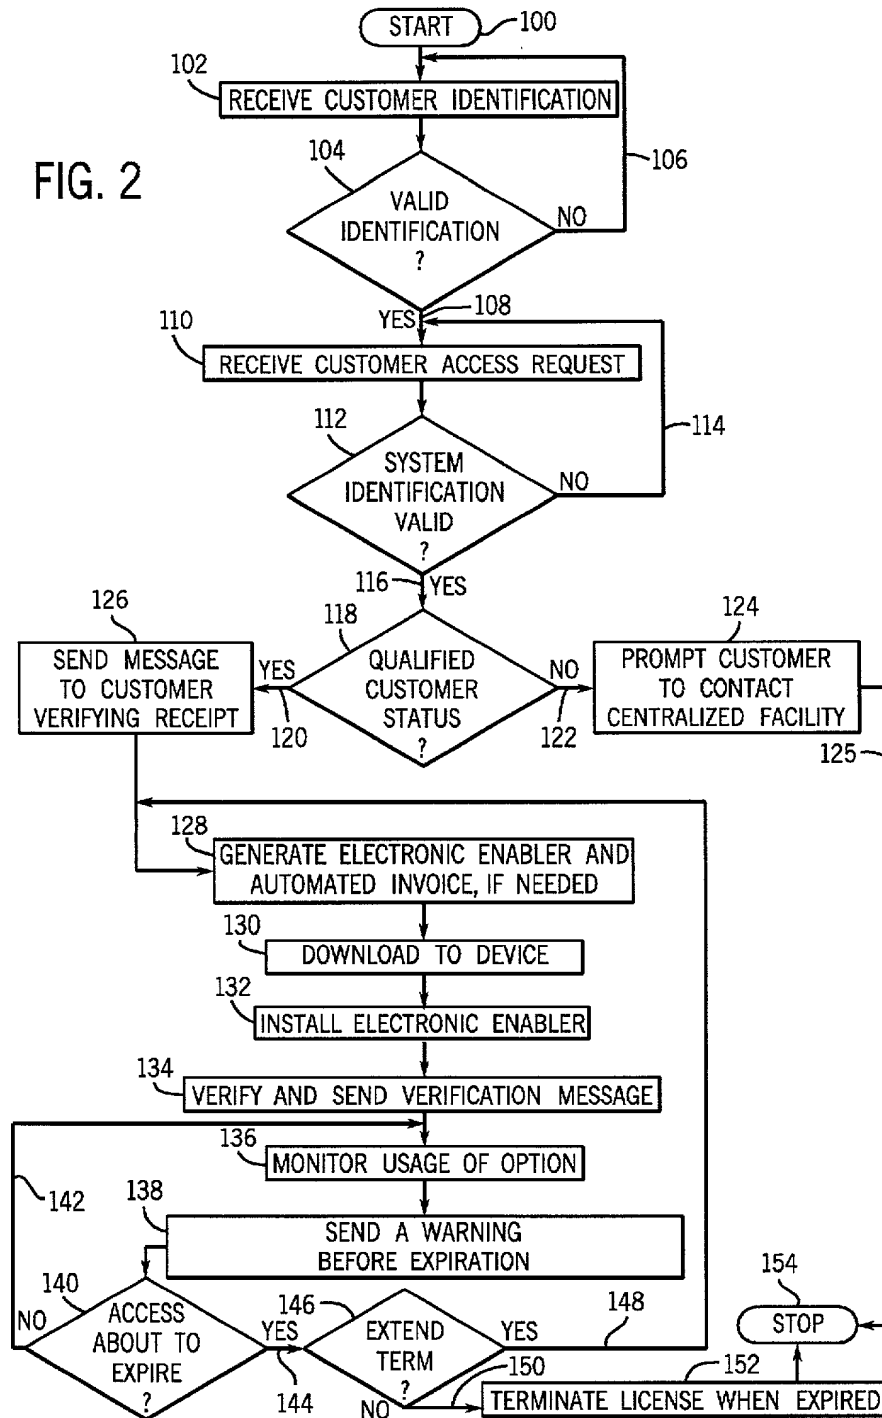 START
100
102
RECEIVE CUSTOMER IDENTIFICATION
FIG. 2
104
106
VALID
IDENTIFICATION
?
NO
YES
108
110
RECEIVE CUSTOMER ACCESS REQUEST
112
114
SYSTEM
IDENTIFICATION
VALID
?
NO
116
YES
126
118
124
SEND MESSAGE
TO CUSTOMER
VERIFYING RECEIPT
YES
120
QUALIFIED
CUSTOMER
STATUS
?
NO
122
PROMPT CUSTOMER
TO CONTACT
CENTRALIZED FACILITY
125
128
GENERATE ELECTRONIC ENABLER AND
AUTOMATED INVOICE, IF NEEDED
130
DOWNLOAD TO DEVICE
132
INSTALL ELECTRONIC ENABLER
134
VERIFY AND SEND VERIFICATION MESSAGE
136
MONITOR USAGE OF OPTION
142
138
SEND A WARNING
BEFORE EXPIRATION
140
NO
ACCESS
ABOUT TO
EXPIRE
?
YES
144
146
EXTEND
TERM
?
YES
148
NO
150
154
STOP
152
TERMINATE LICENSE WHEN EXPIRED